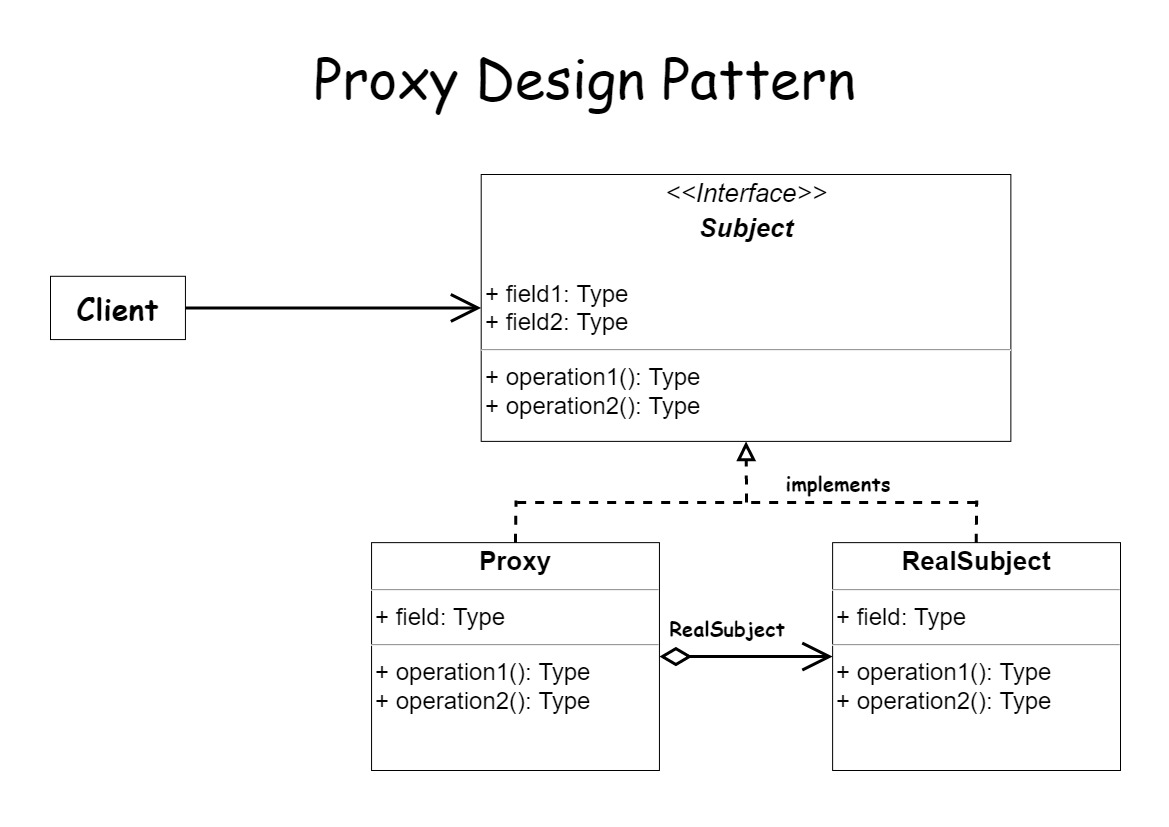 Proxy Design Pattern
<<Interface>>
Subject
+ field1: Type
+ field2: Type
+ operation1(): Type
+ operation2(): Type
Client
implements
Proxy
+ field: Type
+ operation1(): Type
+ operation2(): Type
RealSubject
RealSubject
+ field: Type
+ operation1(): Type
+ operation2(): Type